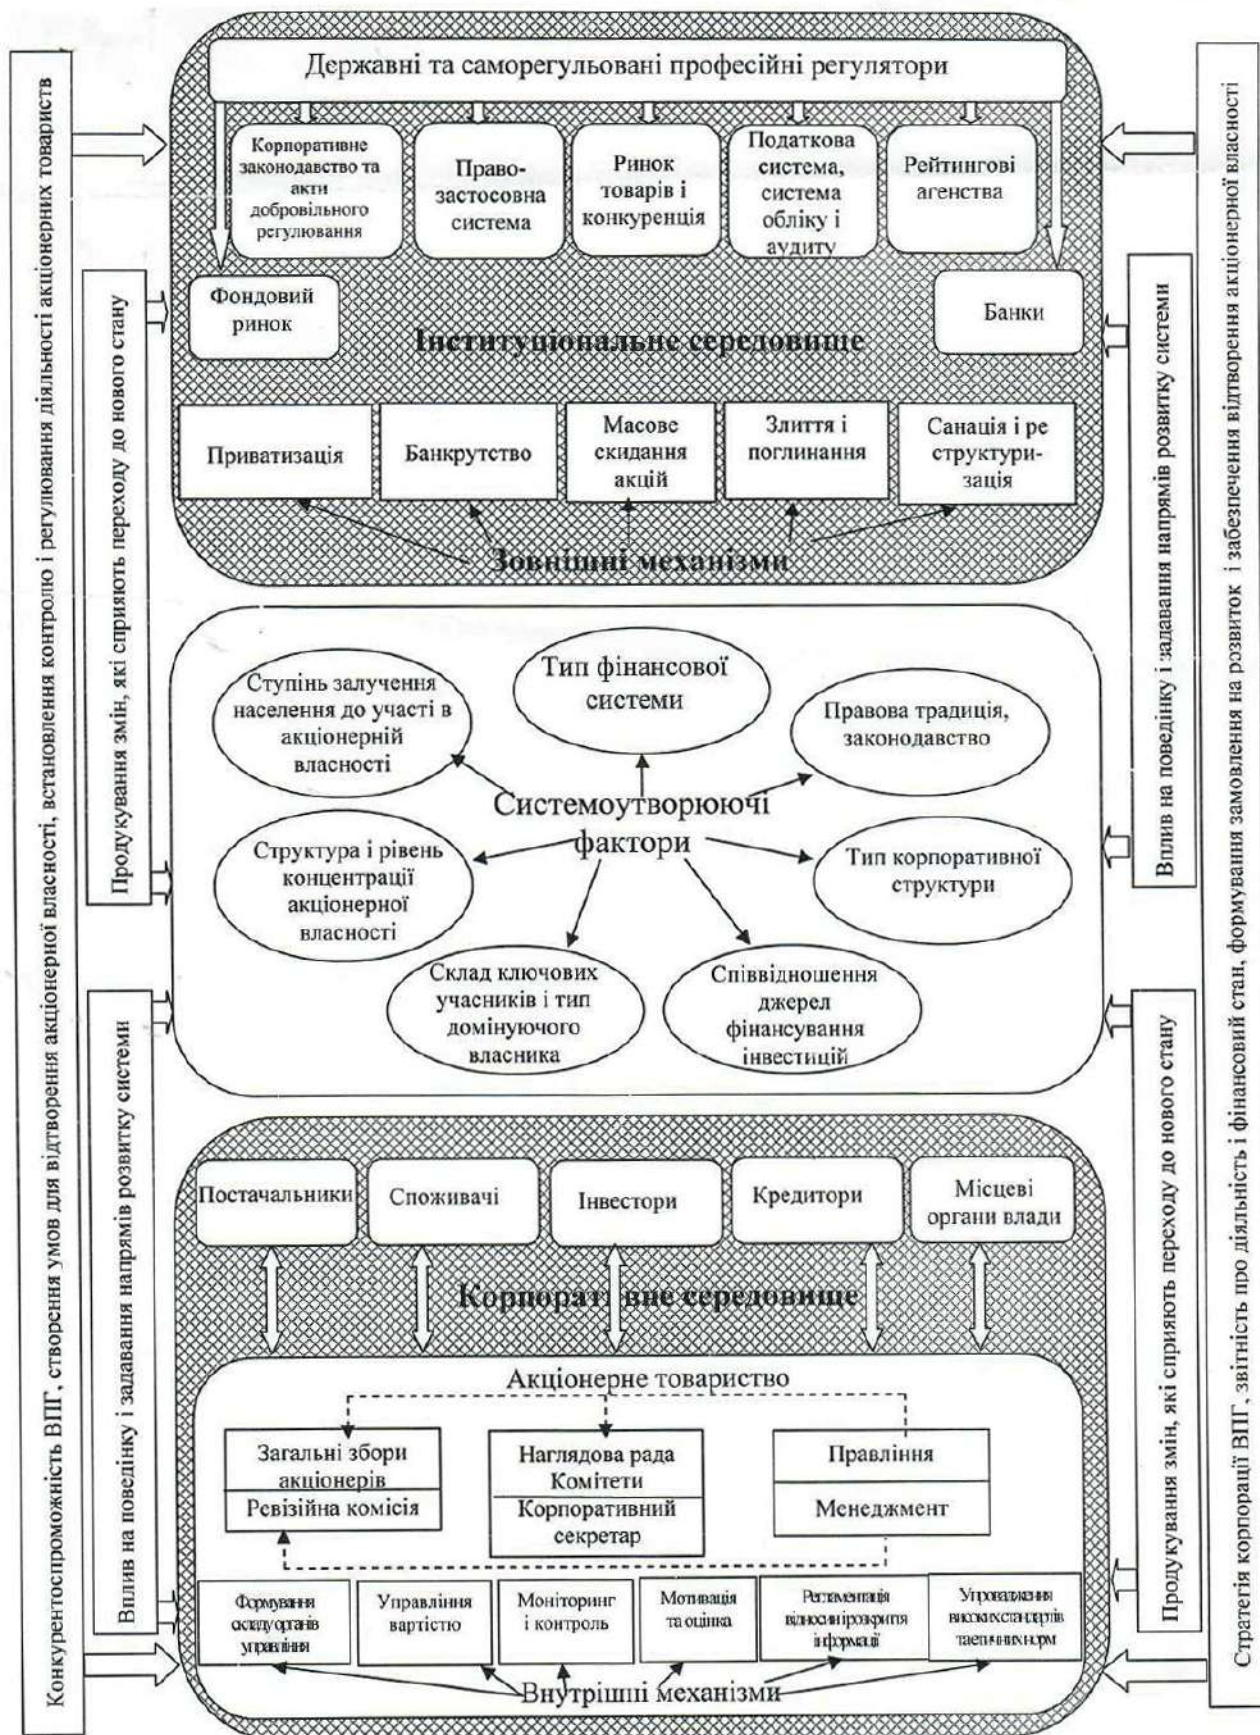 Державні та саморегульовані професійні регулятори
Корпоративне
законодавство та
акти
добровільного
регулювання
Право-
застосовна
система
Ринок
товарів і
конкуренція
Податкова
система,
система
обліку і
аудиту
Рейтингові
агенства
Фондовий
ринок
Банки
Інституціональне середовище
Приватизація
Банкрутство
Масове
скидання
акцій
Злиття і
поглинання
Санація і ре
структури-
зація
Зовнішні механізми
Ступінь залучення
населення до участі в
акціонерній
власності
Тип фінансової
системи
Правова традиція,
законодавство
Системоутворюючі
фактори
Структура і рівень
концентрації
акціонерної
власності
Тип корпоративної
структури
Склад ключових
учасників і тип
домінуючого
власника
Співвідношення
джерел
фінансування
інвестицій
Постачальники
Споживачі
Інвестори
Кредитори
Місцеві
органи влади
Корпоративне середовище
Акціонерне товариство
Загальні збори
акціонерів
Ревізійна комісія
Наглядова рада
Комітети
Корпоративний
секретар
Правління
Менеджмент
Формування
складу органів
управління
Управління
вартістю
Моніторинг
і контроль
Мотивація
та оцінка
Регламентація
відносин і розкриття
інформації
Упровадження
високих стандартів
та етичних норм
Внутрішні механізми
Конкурентоспроможність ВПГ, створення умов для відтворення акціонерної власності, встановлення контролю і регулювання діяльності акціонерних товариств
Продукування змін, які сприяють переходу до нового стану
Вплив на поведінку і задавання напрямів розвитку системи
Вплив на поведінку і задавання напрямів розвитку системи
Продукування змін, які сприяють переходу до нового стану
Стратегія корпорації ВПГ, звітність про діяльність і фінансовий стан, формування замовлення на розвиток і забезпечення відтворення акціонерної власності